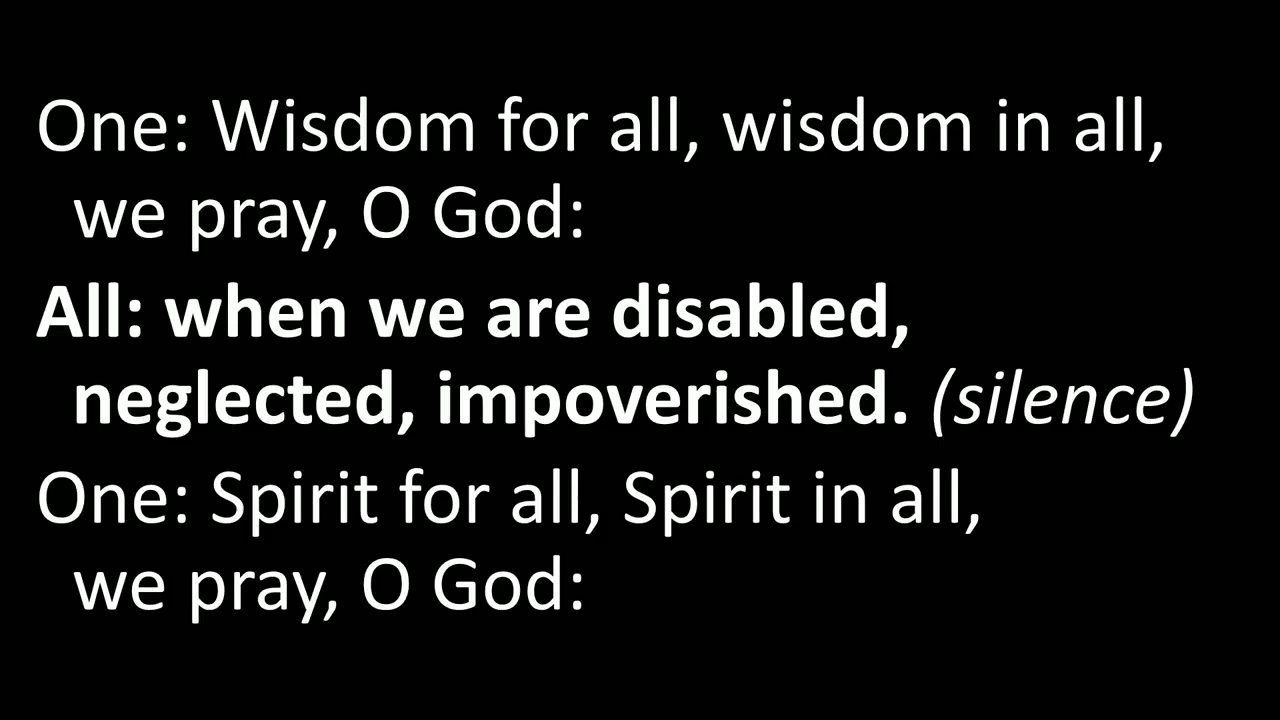 One: Wisdom for all, wisdom in all,
we pray, O God:
All: when we are disabled,
neglected, impoverished. (silence)
One: Spirit for all, Spirit in all,
we pray, O God: